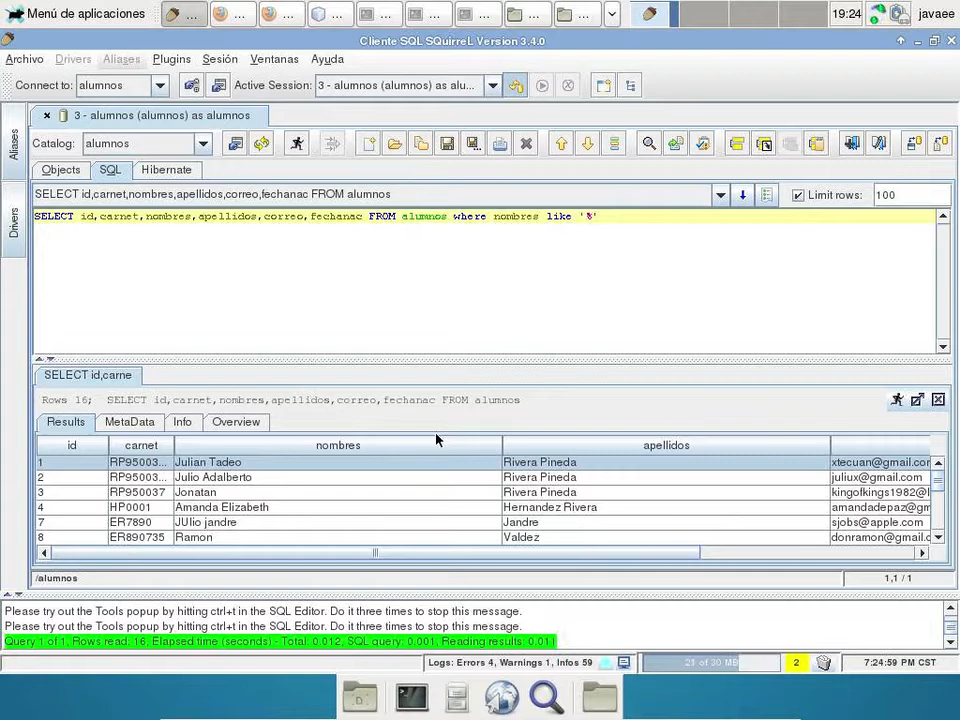 Menú de aplicaciones ... ... ... ... ... ... ... ... ... 19:24 javaee
Cliente SQL SQuirreL Version 3.4.0
Archivo Drivers Aliases Plugins Sesión Ventanas Ayuda
Connect to: alumnos Active Session: 3 - alumnos (alumnos) as alu...
Aliases
Drivers
3 - alumnos (alumnos) as alumnos
Catalog: alumnos
Objects SQL Hibernate
SELECT id,carnet,nombres,apellidos,correo,fechanac FROM alumnos Limit rows: 100
SELECT id,carnet,nombres,apellidos,correo,fechanac FROM alumnos where nombres like '%'
SELECT id,carne
Rows 16; SELECT id,carnet,nombres,apellidos,correo,fechanac FROM alumnos
Results MetaData Info Overview
id carnet nombres apellidos
1 RP95003... Julian Tadeo Rivera Pineda xtecuan@gmail.cor
2 RP95003... Julio Adalberto Rivera Pineda juliux@gmail.com
3 RP950037 Jonatan Rivera Pineda kingofkings1982@l
4 HP0001 Amanda Elizabeth Hernandez Rivera amandadepaz@gm
7 ER7890 JUlio jandre Jandre sjobs@apple.com
8 ER890735 Ramon Valdez donramon@gmail.c
/alumnos 1,1 / 1
Please try out the Tools popup by hitting ctrl+t in the SQL Editor. Do it three times to stop this message.
Please try out the Tools popup by hitting ctrl+t in the SQL Editor. Do it three times to stop this message.
Query 1 of 1, Rows read: 16, Elapsed time (seconds) - Total: 0.012, SQL query: 0.001, Reading results: 0.011
Logs: Errors 4, Warnings 1, Infos 59 of 30 MB 2 7:24:59 PM CST